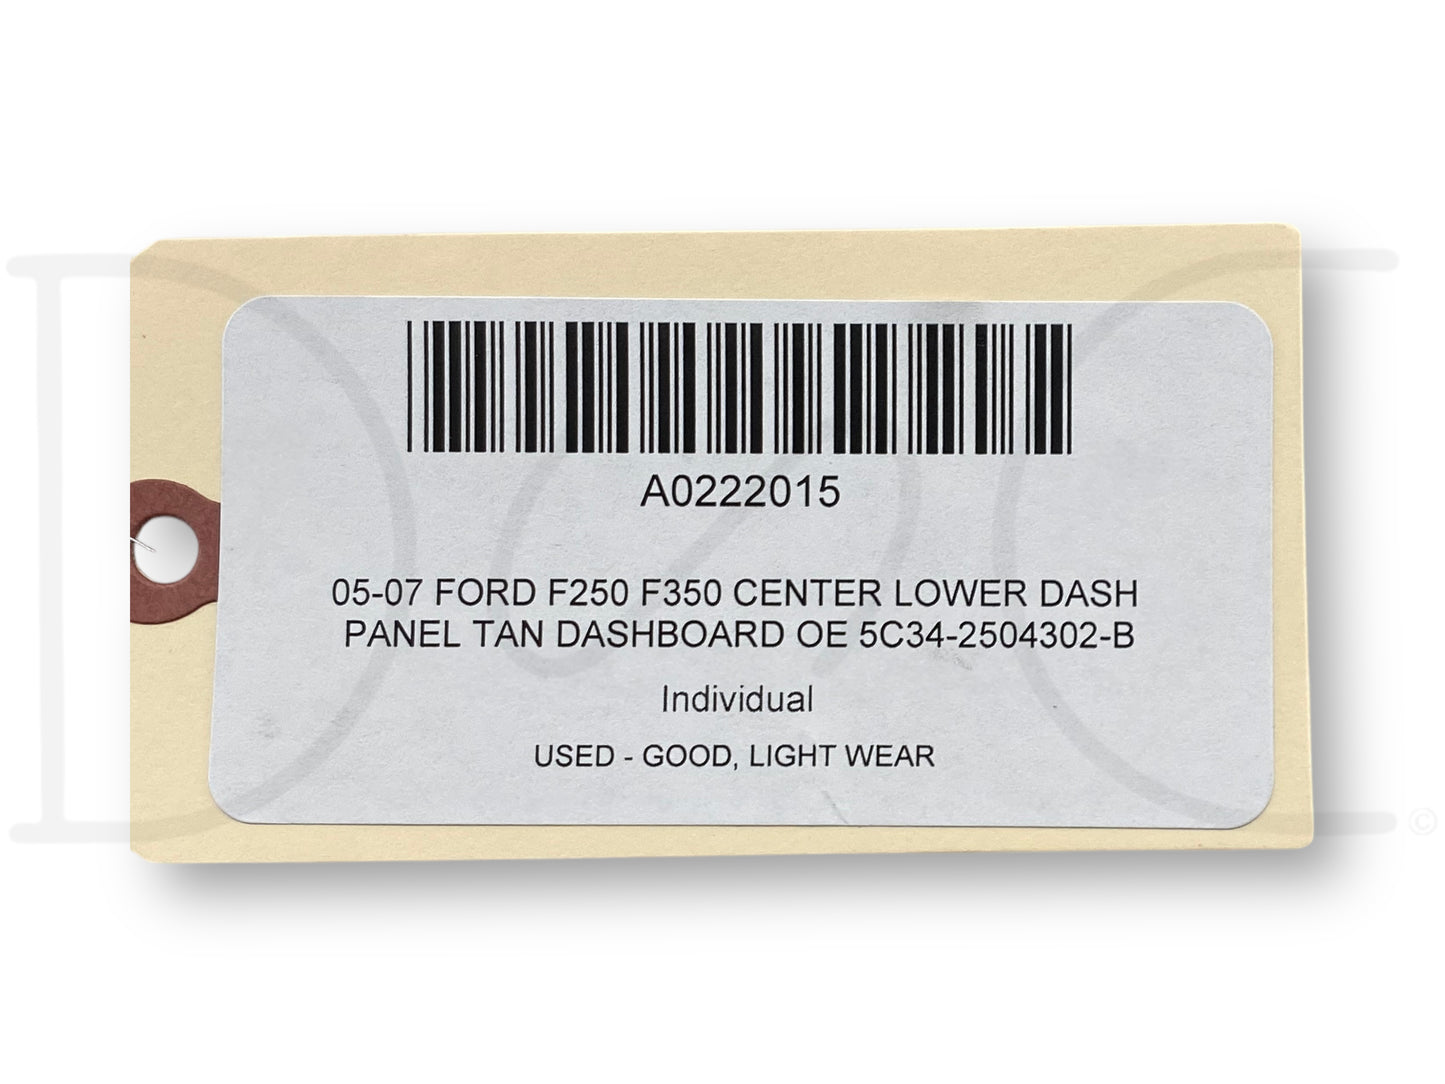 A0222015
05-07 FORD F250 F350 CENTER LOWER DASH
PANEL TAN DASHBOARD OE 5C34-2504302-B
Individual
USED - GOOD, LIGHT WEAR
©